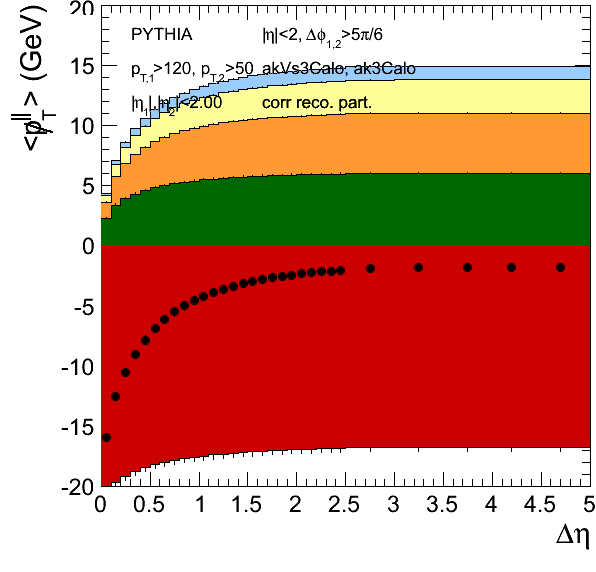 20
15
10
5
0
-5
-10
-15
-20
0 0.5 1 1.5 2 2.5 3 3.5 4 4.5 5
Δη
(GeV)
PYTHIA |η|<2, Δϕ1,2>5π/6
pT,1>120, pT,2>50 akVs3Calo, ak3Calo
|η1|,|η2|<2.00 corr reco. part.